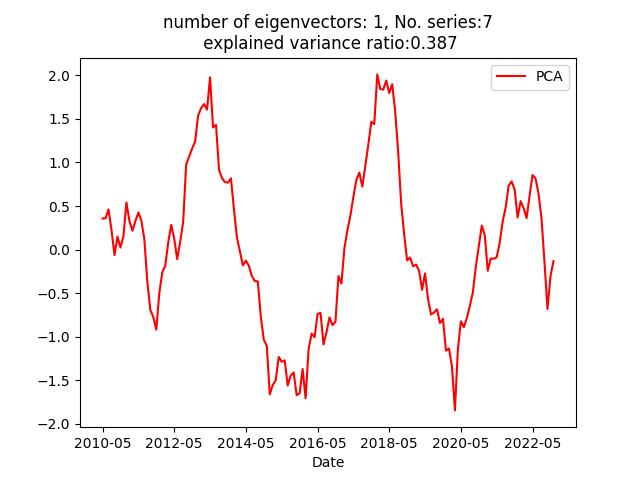 number of eigenvectors: 1, No. series:7
explained variance ratio:0.387
PCA
2.0
1.5
1.0
0.5
0.0
−0.5
−1.0
−1.5
−2.0
2010-05 2012-05 2014-05 2016-05 2018-05 2020-05 2022-05
Date